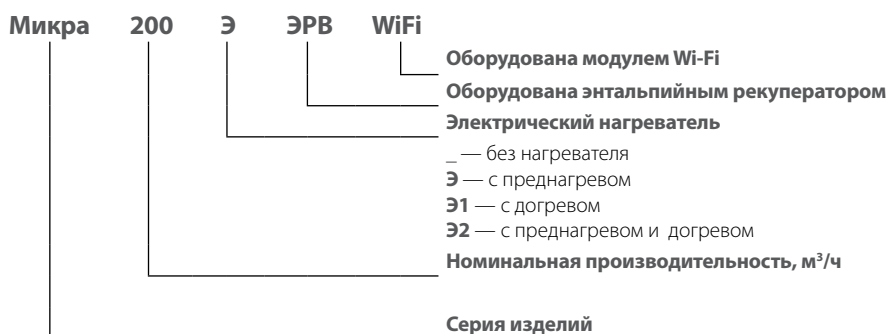 Микра 200 Э ЭРВ WiFi
Оборудована модулем Wi-Fi
Оборудована энтальпийным рекуператором
Электрический нагреватель
_ — без нагревателя
Э — с преднагревом
Э1 — с догревом
Э2 — с преднагревом и догревом
Номинальная производительность, м³/ч
Серия изделий